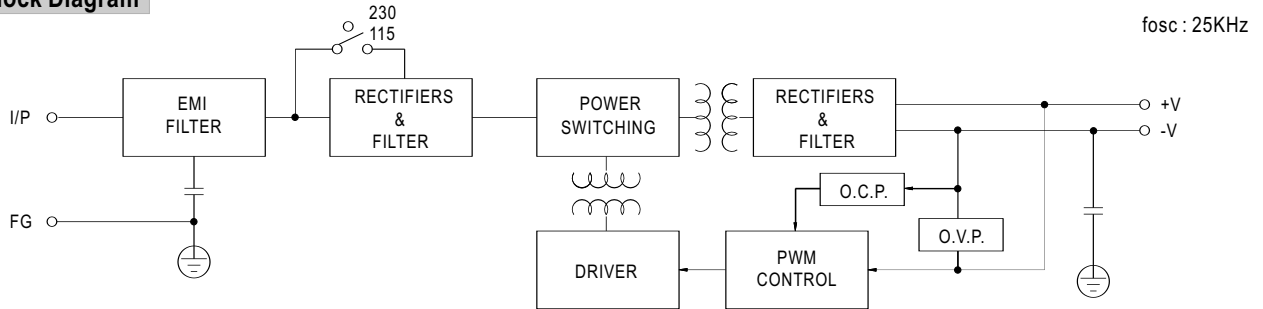 lock Diagram
fosc : 25KHz
230
115
I/P
EMI
FILTER
RECTIFIERS
&
FILTER
POWER
SWITCHING
RECTIFIERS
&
FILTER
+V
-V
O.C.P.
FG
O.V.P.
DRIVER
PWM
CONTROL